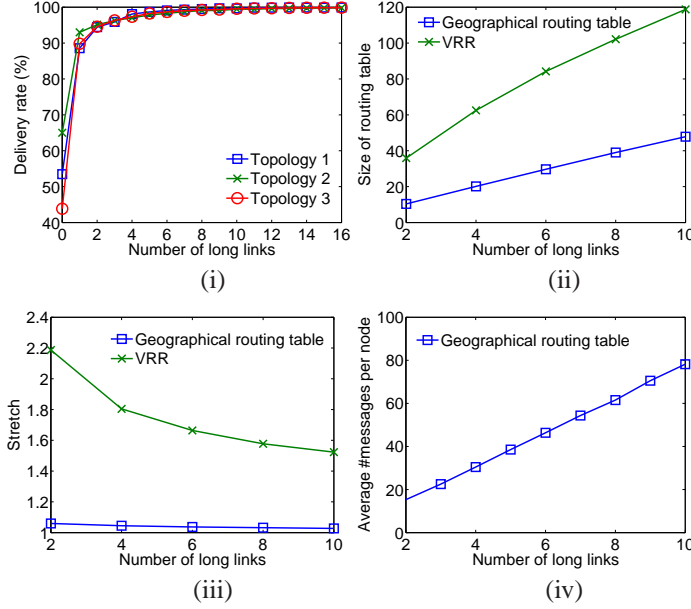 100
90
80
70
60
50
40
Delivery rate (%)
Topology 1
Topology 2
Topology 3
0 2 4 6 8 10 12 14 16
Number of long links
(i)
120
100
80
60
40
20
0
Size of routing table
Geographical routing table
VRR
2 4 6 8 10
Number of long links
(ii)
2.4
2.2
2
1.8
1.6
1.4
1.2
1
Stretch
Geographical routing table
VRR
2 4 6 8 10
Number of long links
(iii)
100
80
60
40
20
0
Average #messages per node
Geographical routing table
2 4 6 8 10
Number of long links
(iv)